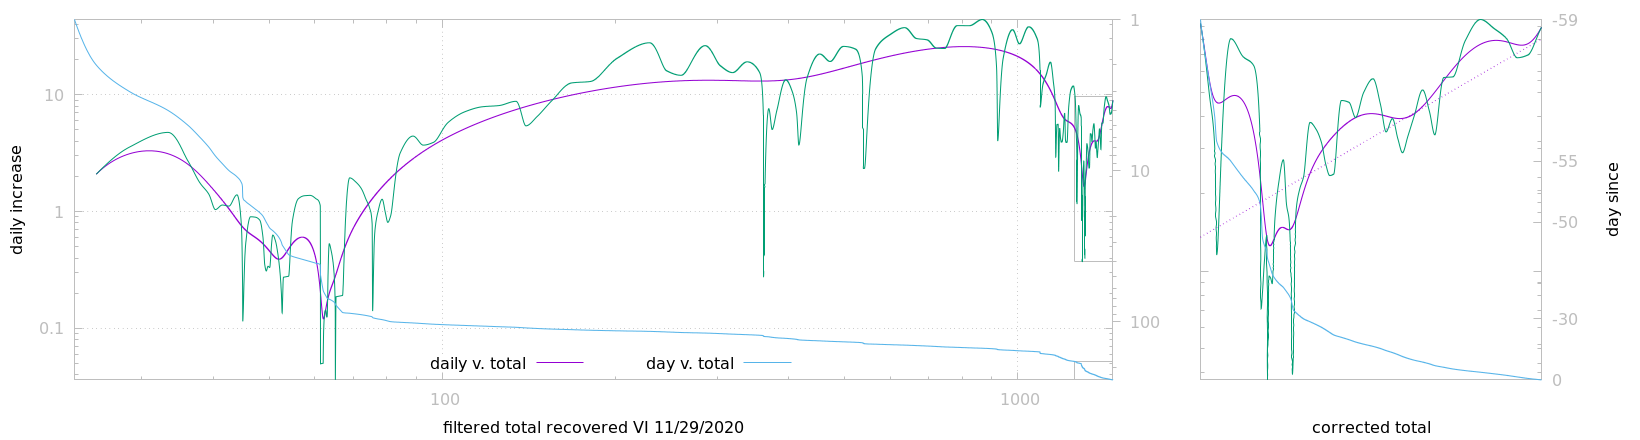 1
-59
10
10
daily increase
-55
day since
1
-50
0.1
100
-30
daily v. total
day v. total
0
100
1000
filtered total recovered VI 11/29/2020
corrected total